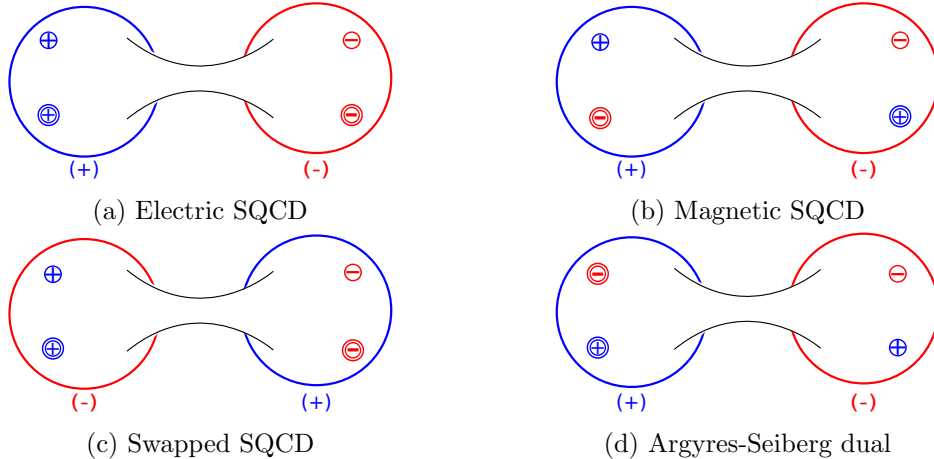 (+) (-)
(a) Electric SQCD
(+) (-)
(b) Magnetic SQCD
(-) (+)
(c) Swapped SQCD
(+) (-)
(d) Argyres-Seiberg dual